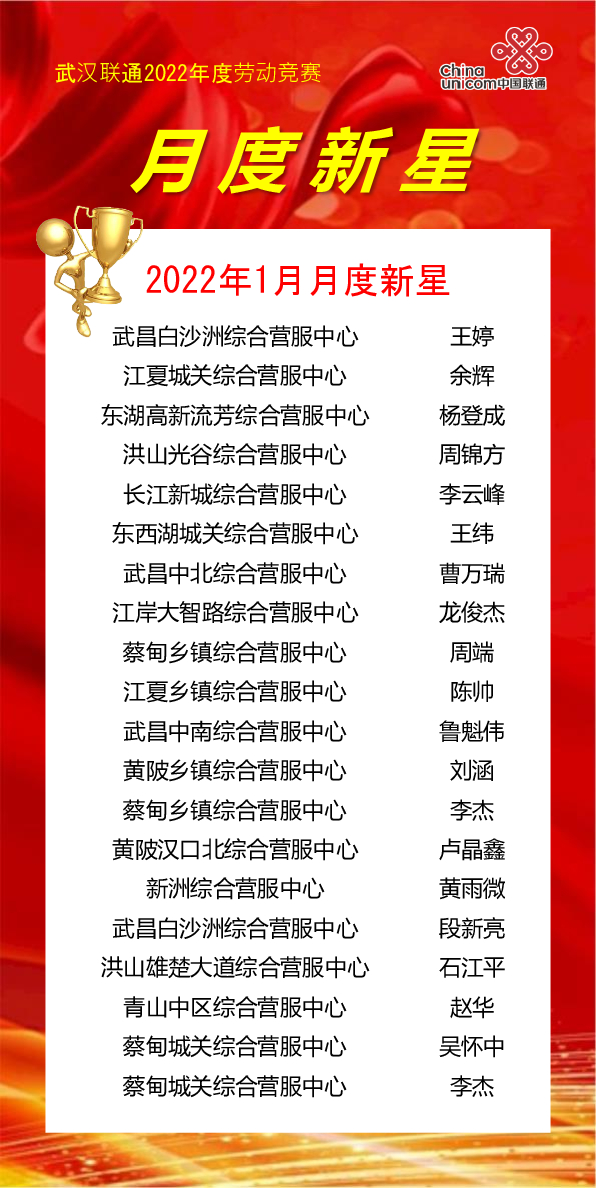 武汉联通2022年度劳动竞赛
China
unicom中国联通
月度新星
2022年1月月度新星
武昌白沙洲综合营服中心 王婷
江夏城关综合营服中心 余辉
东湖高新流芳综合营服中心 杨登成
洪山光谷综合营服中心 周锦方
长江新城综合营服中心 李云峰
东西湖城关综合营服中心 王纬
武昌中北综合营服中心 曹万瑞
江岸大智路综合营服中心 龙俊杰
蔡甸乡镇综合营服中心 周端
江夏乡镇综合营服中心 陈帅
武昌中南综合营服中心 鲁魁伟
黄陂乡镇综合营服中心 刘涵
蔡甸乡镇综合营服中心 李杰
黄陂汉口北综合营服中心 卢晶鑫
新洲综合营服中心 黄雨微
武昌白沙洲综合营服中心 段新亮
洪山雄楚大道综合营服中心 石江平
青山中区综合营服中心 赵华
蔡甸城关综合营服中心 吴怀中
蔡甸城关综合营服中心 李杰